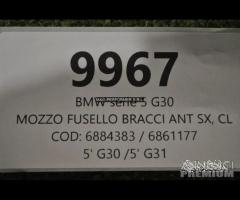 9967
BMW serie 5 G30
MOZZO FUSELLO BRACCI ANT SX, CL
COD: 6884383 / 6861177
5' G30 /5' G31
PREMIUM